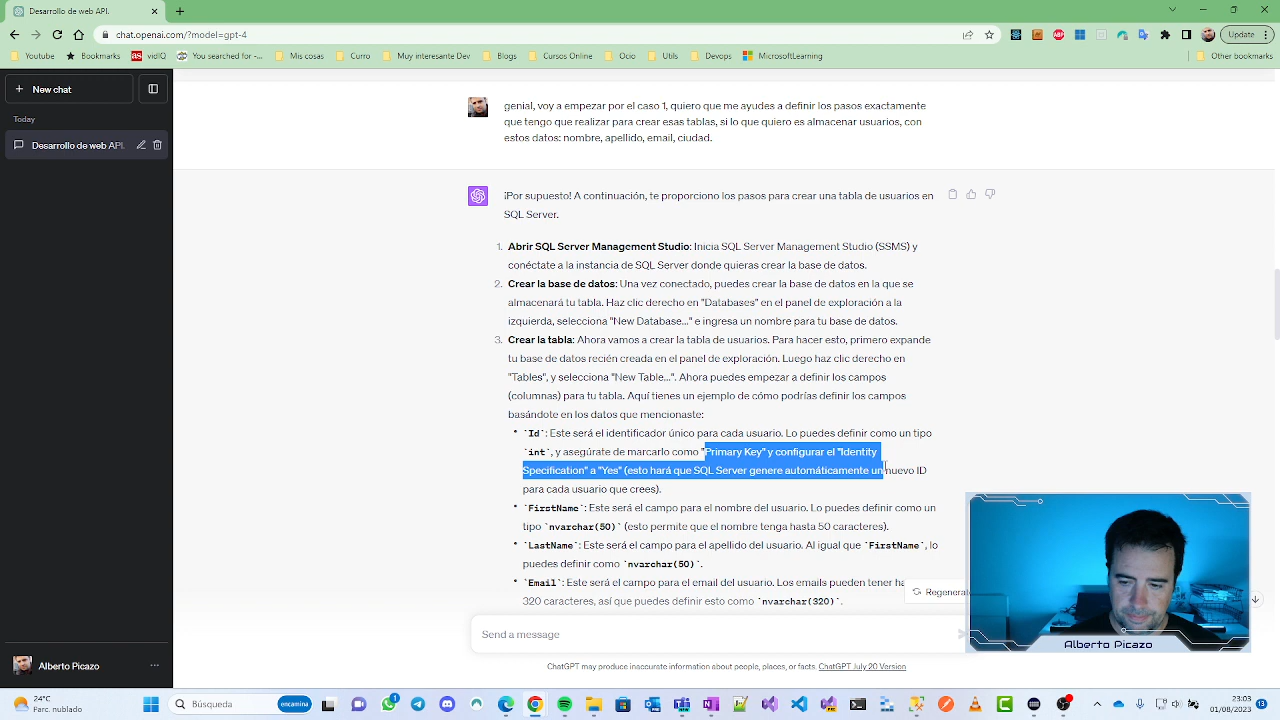 Desarrollo de web API.
chat.openai.com/?model=gpt-4
Update
Youtube
Bookmarks
vidIQ
You searched for -...
Mis cosas
Curro
Muy interesante Dev
Blogs
Cursos Online
Ocio
Utils
Devops
MicrosoftLearning
Other bookmarks
New chat
Today
Desarrollo de web API.
genial, voy a empezar por el caso 1, quiero que me ayudes a definir los pasos exactamente
que tengo que realizar para crear esas tablas, si lo que quiero es almacenar usuarios, con
estos datos: nombre, apellido, email, ciudad.
¡Por supuesto! A continuación, te proporciono los pasos para crear una tabla de usuarios en
SQL Server.
1. Abrir SQL Server Management Studio: Inicia SQL Server Management Studio (SSMS) y
conéctate a la instancia de SQL Server donde quieras crear la base de datos.
2. Crear la base de datos: Una vez conectado, puedes crear la base de datos en la que se
almacenará tu tabla. Haz clic derecho en "Databases" en el panel de exploración a la
izquierda, selecciona "New Database..." e ingresa un nombre para tu base de datos.
3. Crear la tabla: Ahora vamos a crear la tabla de usuarios. Para hacer esto, primero expande
tu base de datos recién creada en el panel de exploración. Luego haz clic derecho en
"Tables", y selecciona "New Table...". Ahora puedes empezar a definir los campos
(columnas) para tu tabla. Aquí tienes un ejemplo de cómo podrías definir los campos
basándote en los datos que mencionaste:
• `Id`: Este será el identificador único para cada usuario. Lo puedes definir como un tipo
`int`, y asegúrate de marcarlo como "Primary Key" y configurar el "Identity
Specification" a "Yes" (esto hará que SQL Server genere automáticamente un nuevo ID
para cada usuario que crees).
• `FirstName`: Este será el campo para el nombre del usuario. Lo puedes definir como un
tipo `nvarchar(50)` (esto permite que el nombre tenga hasta 50 caracteres).
• `LastName`: Este será el campo para el apellido del usuario. Al igual que `FirstName`, lo
puedes definir como `nvarchar(50)`.
• `Email`: Este será el campo para el email del usuario. Los emails pueden tener ha
320 caracteres, así que puedes definir esto como `nvarchar(320)`.
Regenerat
Send a message
ChatGPT may produce inaccurate information about people, places, or facts. ChatGPT July 20 Version
Alberto Picazo
Alberto Picazo
24°C
Parc. nublado
Búsqueda
encamina
1
23:03
01/08/2023
13